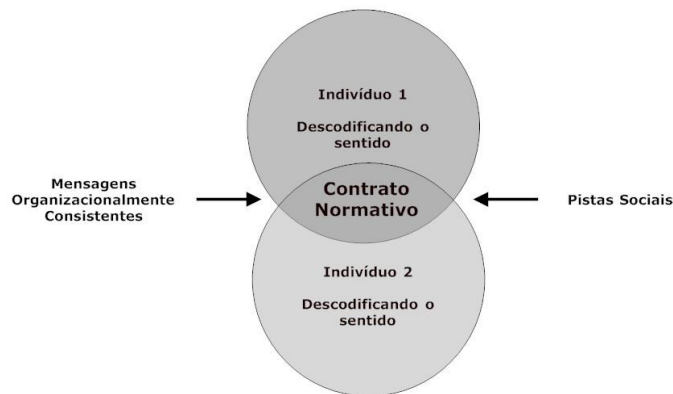 Indivíduo 1
Descodificando o
sentido
Mensagens
Organizacionalmente
Consistentes
Contrato
Normativo
Pistas Sociais
Indivíduo 2
Descodificando o
sentido